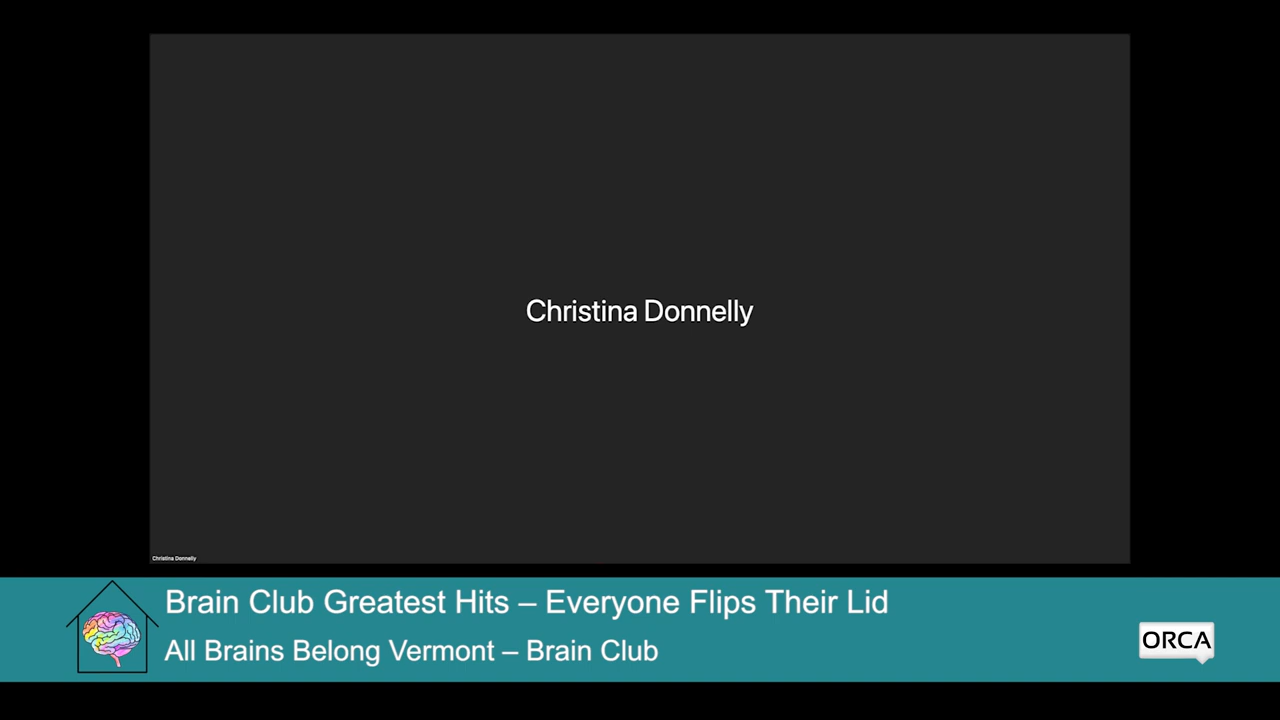 Christina Donnelly
Christina Donnelly
Brain Club Greatest Hits – Everyone Flips Their Lid
All Brains Belong Vermont – Brain Club
ORCA